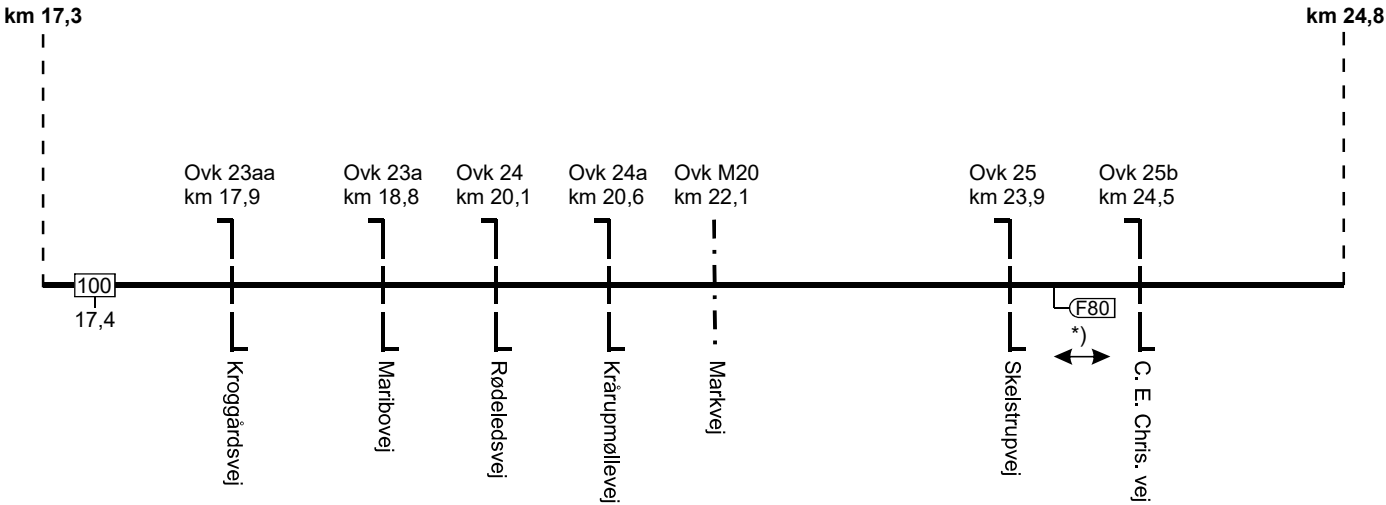 km 17,3
km 24,8
Ovk 23aa
km 17,9
Ovk 23a
km 18,8
Ovk 24
km 20,1
Ovk 24a
km 20,6
Ovk M20
km 22,1
Ovk 25
km 23,9
Ovk 25b
km 24,5
100
17,4
F80
*)
Kroggårdsvej
Maribovej
Rødeledsvej
Krårupmøllevej
Markvej
Skelstrupvej
C. E. Chris. vej